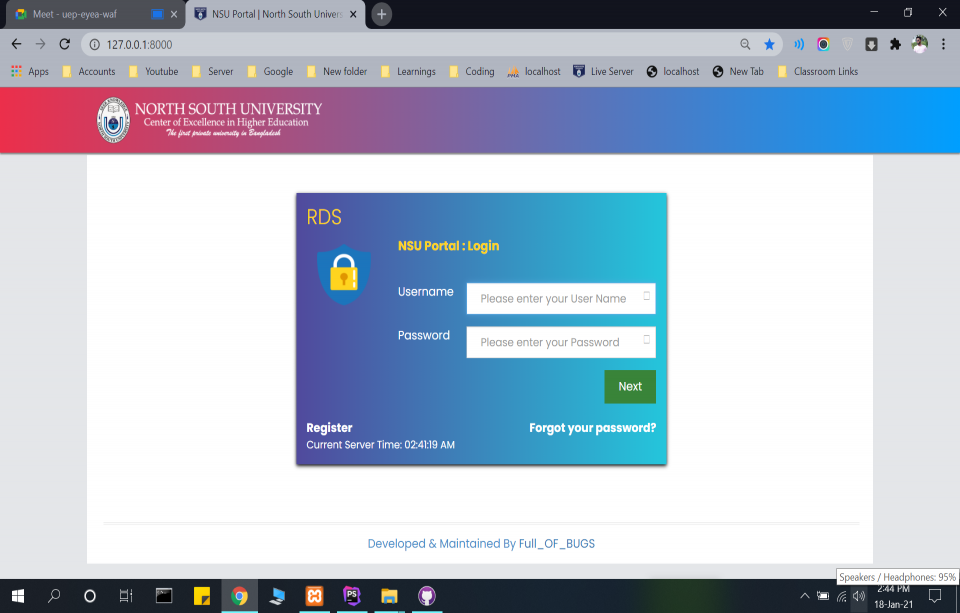 Meet - uep-eyea-waf
NSU Portal | North South Univers
127.0.0.1:8000
Apps Accounts Youtube Server Google New folder Learnings Coding localhost Live Server localhost New Tab Classroom Links
NORTH SOUTH UNIVERSITY
Center of Excellence in Higher Education
The first private university in Bangladesh
RDS
NSU Portal : Login
Username Please enter your User Name
Password Please enter your Password
Next
Register Forgot your password?
Current Server Time: 02:41:19 AM
Developed & Maintained By Full_OF_BUGS
Speakers / Headphones: 95%
PS
2:44 PM
18-Jan-21